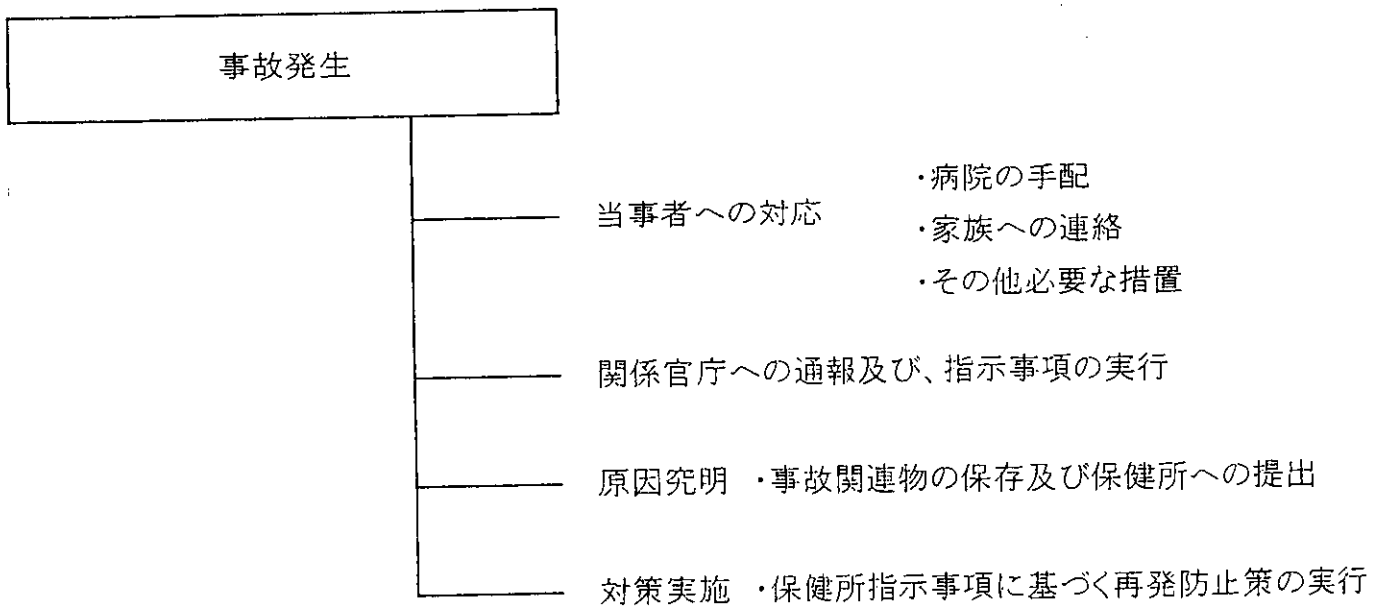 事故発生
当事者への対応
・病院の手配
・家族への連絡
・その他必要な措置
関係官庁への通報及び、指示事項の実行
原因究明 ・事故関連物の保存及び保健所への提出
対策実施 ・保健所指示事項に基づく再発防止策の実行